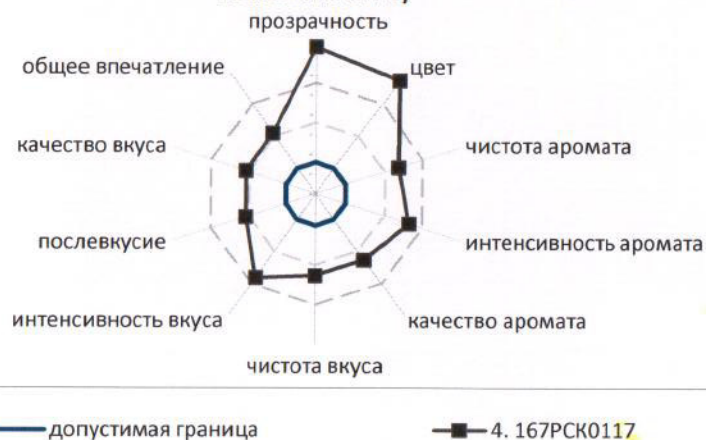 прозрачность
общее впечатление
цвет
качество вкуса
чистота аромата
послевкусие
интенсивность аромата
интенсивность вкуса
качество аромата
чистота вкуса
допустимая граница
4. 167РСК0117